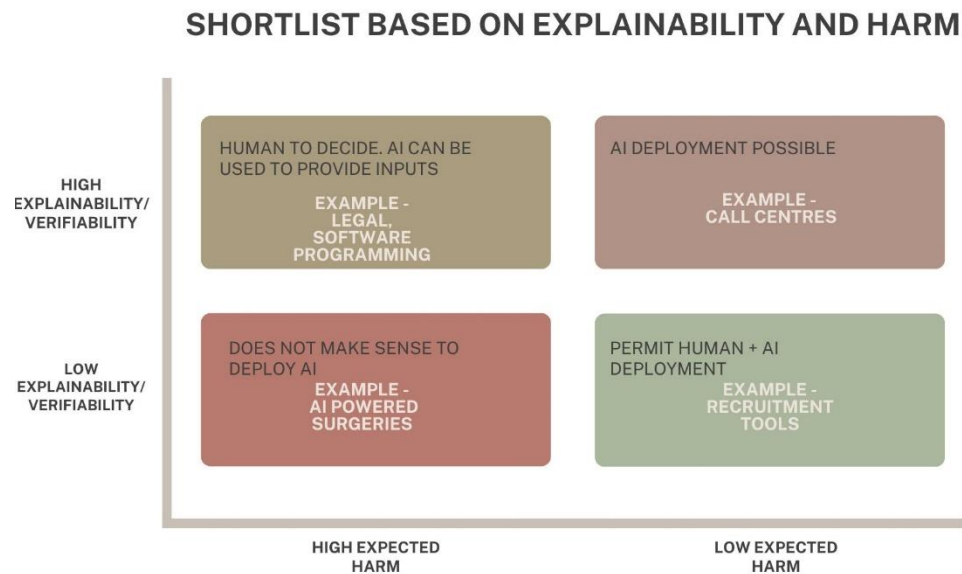 SHORTLIST BASED ON EXPLAINABILITY AND HARM
HIGH
EXPLAINABILITY/
VERIFIABILITY
HUMAN TO DECIDE. AI CAN BE
USED TO PROVIDE INPUTS
EXAMPLE -
LEGAL,
SOFTWARE
PROGRAMMING
AI DEPLOYMENT POSSIBLE
EXAMPLE -
CALL CENTRES
LOW
EXPLAINABILITY/
VERIFIABILITY
DOES NOT MAKE SENSE TO
DEPLOY AI
EXAMPLE -
AI POWERED
SURGERIES
PERMIT HUMAN + AI
DEPLOYMENT
EXAMPLE -
RECRUITMENT
TOOLS
HIGH EXPECTED
HARM
LOW EXPECTED
HARM